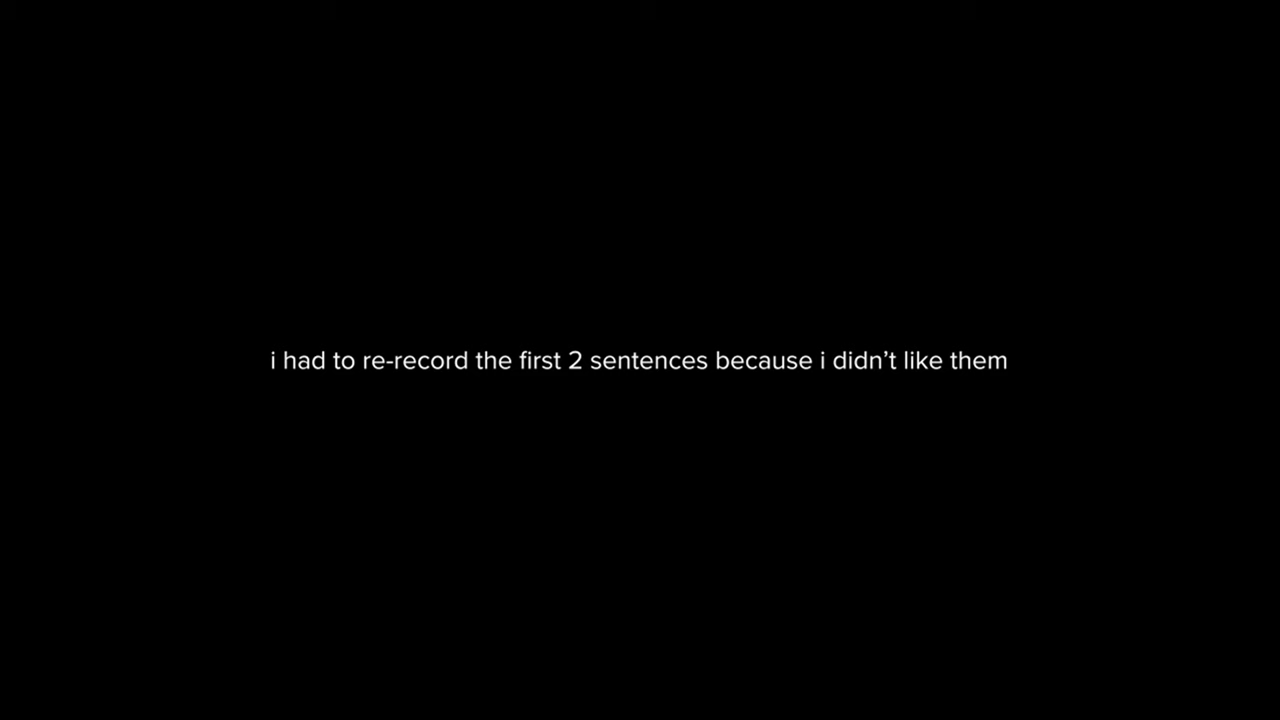 i had to re-record the first 2 sentences because i didn’t like them